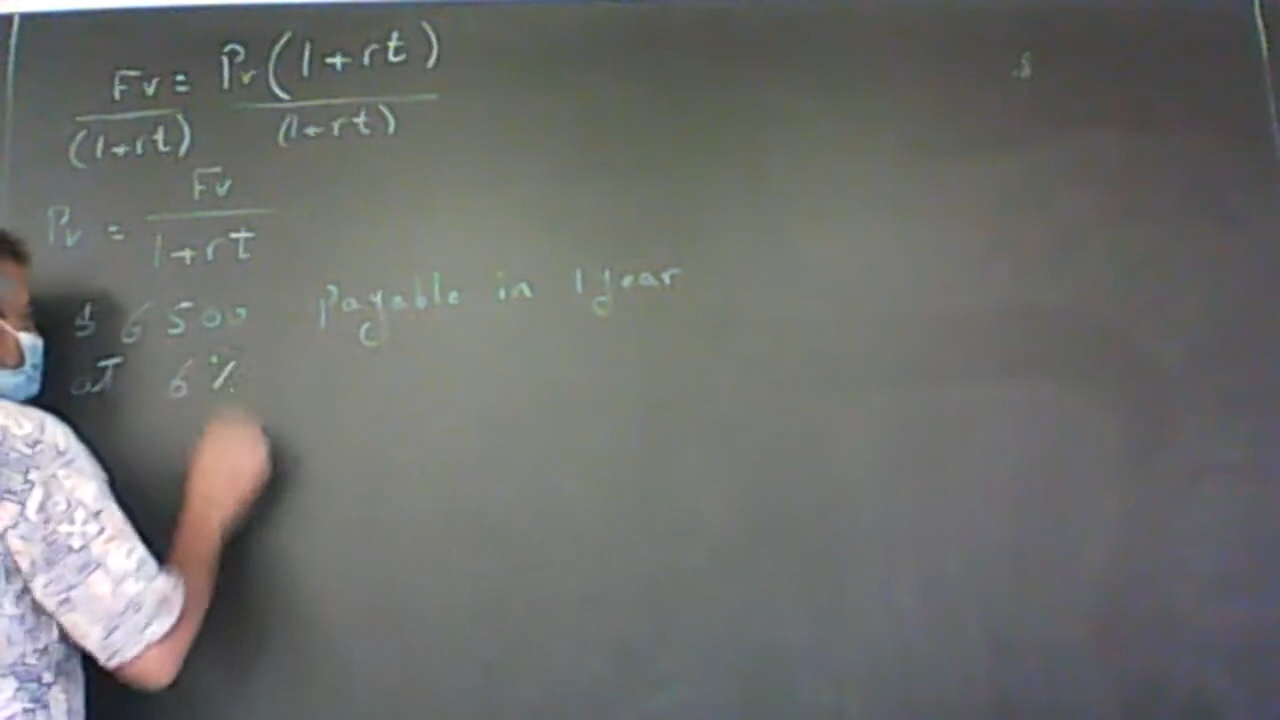 Fv = Pv(1+rt)
(1+rt) (1+rt)
Pv = Fv
1+rt
$ 6500 Payable in 1 year
at 6%